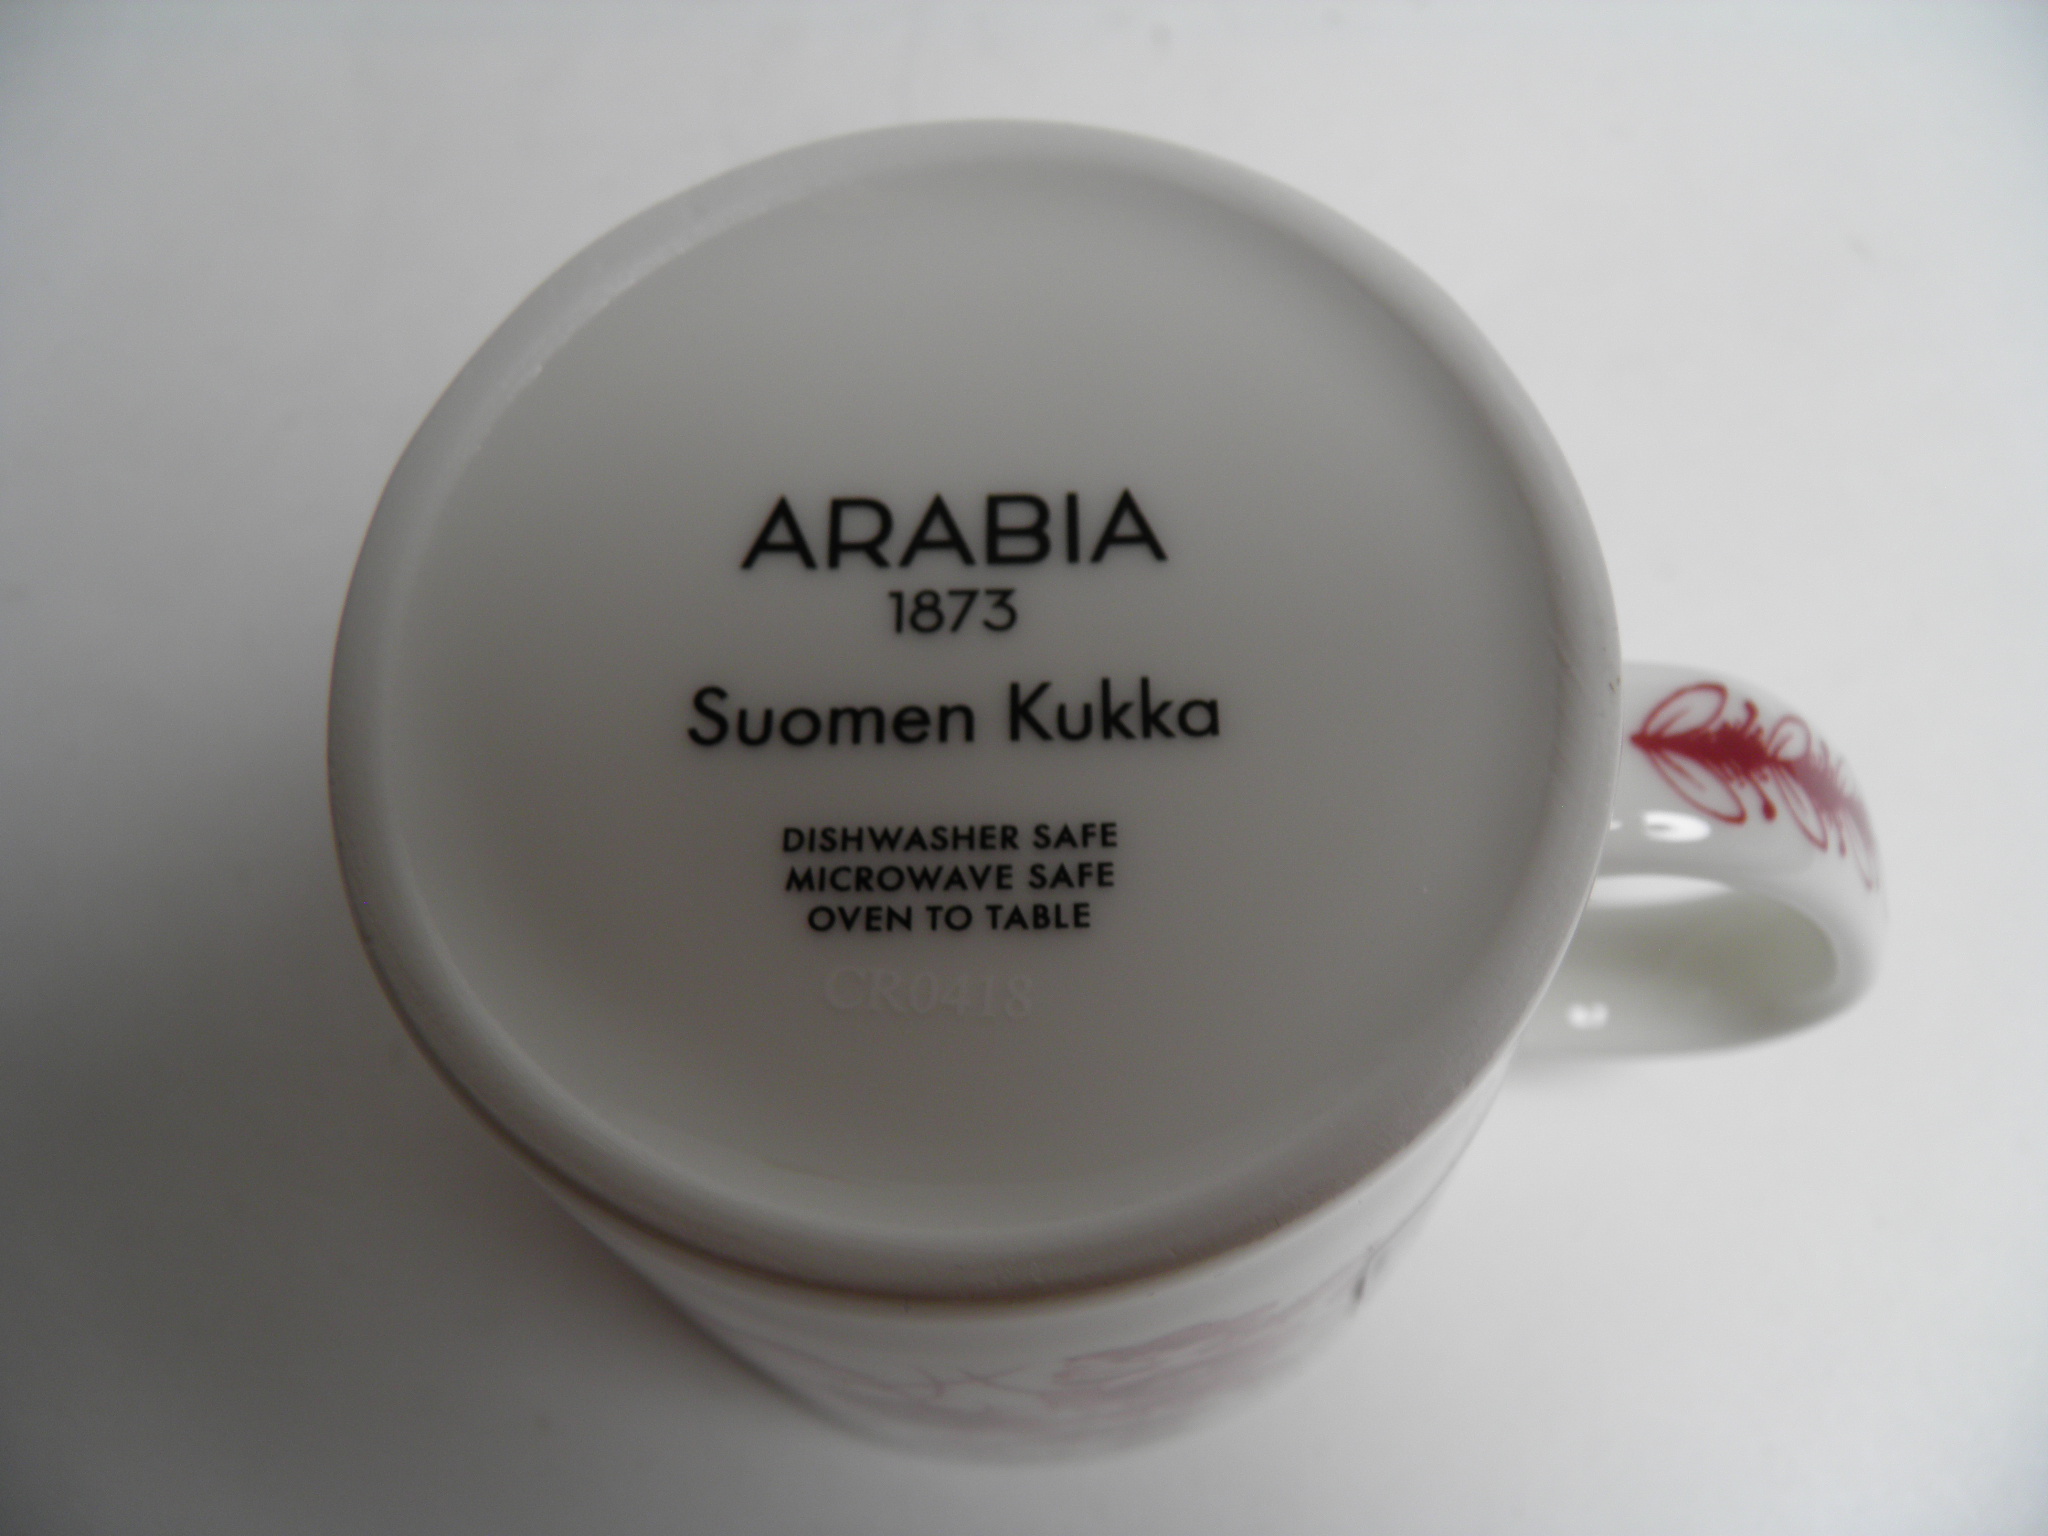 ARABIA
1873
Suomen Kukka
DISHWASHER SAFE
MICROWAVE SAFE
OVEN TO TABLE
CR0418